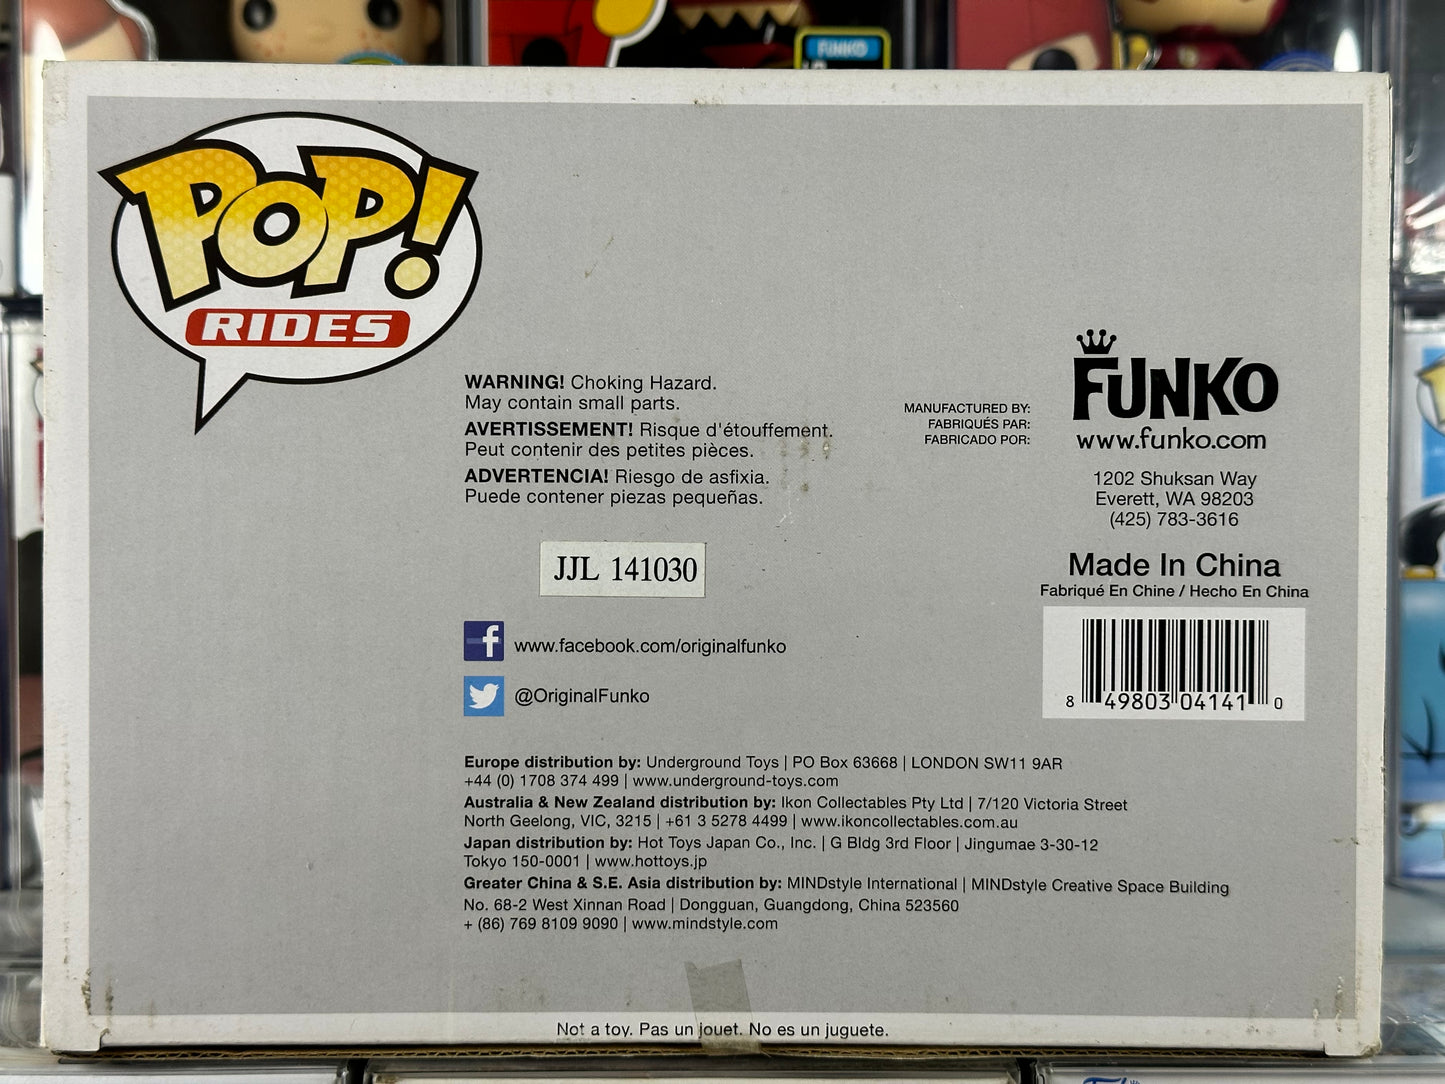 FUNKO
POP!
RIDES
WARNING! Choking Hazard.
May contain small parts.
AVERTISSEMENT! Risque d'étouffement.
Peut contenir des petites pièces.
ADVERTENCIA! Riesgo de asfixia.
Puede contener piezas pequeñas.
MANUFACTURED BY:
FABRIQUÉS PAR:
FABRICADO POR:
FUNKO
www.funko.com
1202 Shuksan Way
Everett, WA 98203
(425) 783-3616
Made In China
Fabriqué En Chine / Hecho En China
JJL 141030
8 49803 04141 0
www.facebook.com/originalfunko
@OriginalFunko
Europe distribution by: Underground Toys | PO Box 63668 | LONDON SW11 9AR
+44 (0) 1708 374 499 | www.underground-toys.com
Australia & New Zealand distribution by: Ikon Collectables Pty Ltd | 7/120 Victoria Street
North Geelong, VIC, 3215 | +61 3 5278 4499 | www.ikoncollectables.com.au
Japan distribution by: Hot Toys Japan Co., Inc. | G Bldg 3rd Floor | Jingumae 3-30-12
Tokyo 150-0001 | www.hottoys.jp
Greater China & S.E. Asia distribution by: MINDstyle International | MINDstyle Creative Space Building
No. 68-2 West Xinnan Road | Dongguan, Guangdong, China 523560
+ (86) 769 8109 9090 | www.mindstyle.com
Not a toy. Pas un jouet. No es un juguete.